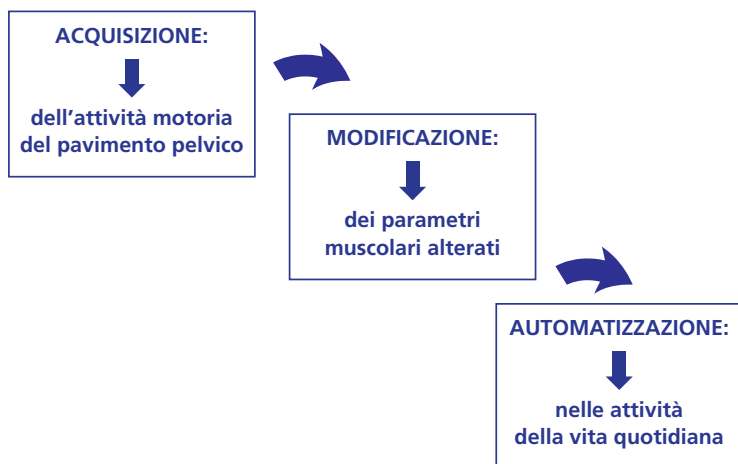 ACQUISIZIONE:
dell’attività motoria
del pavimento pelvico
MODIFICAZIONE:
dei parametri
muscolari alterati
AUTOMATIZZAZIONE:
nelle attività
della vita quotidiana